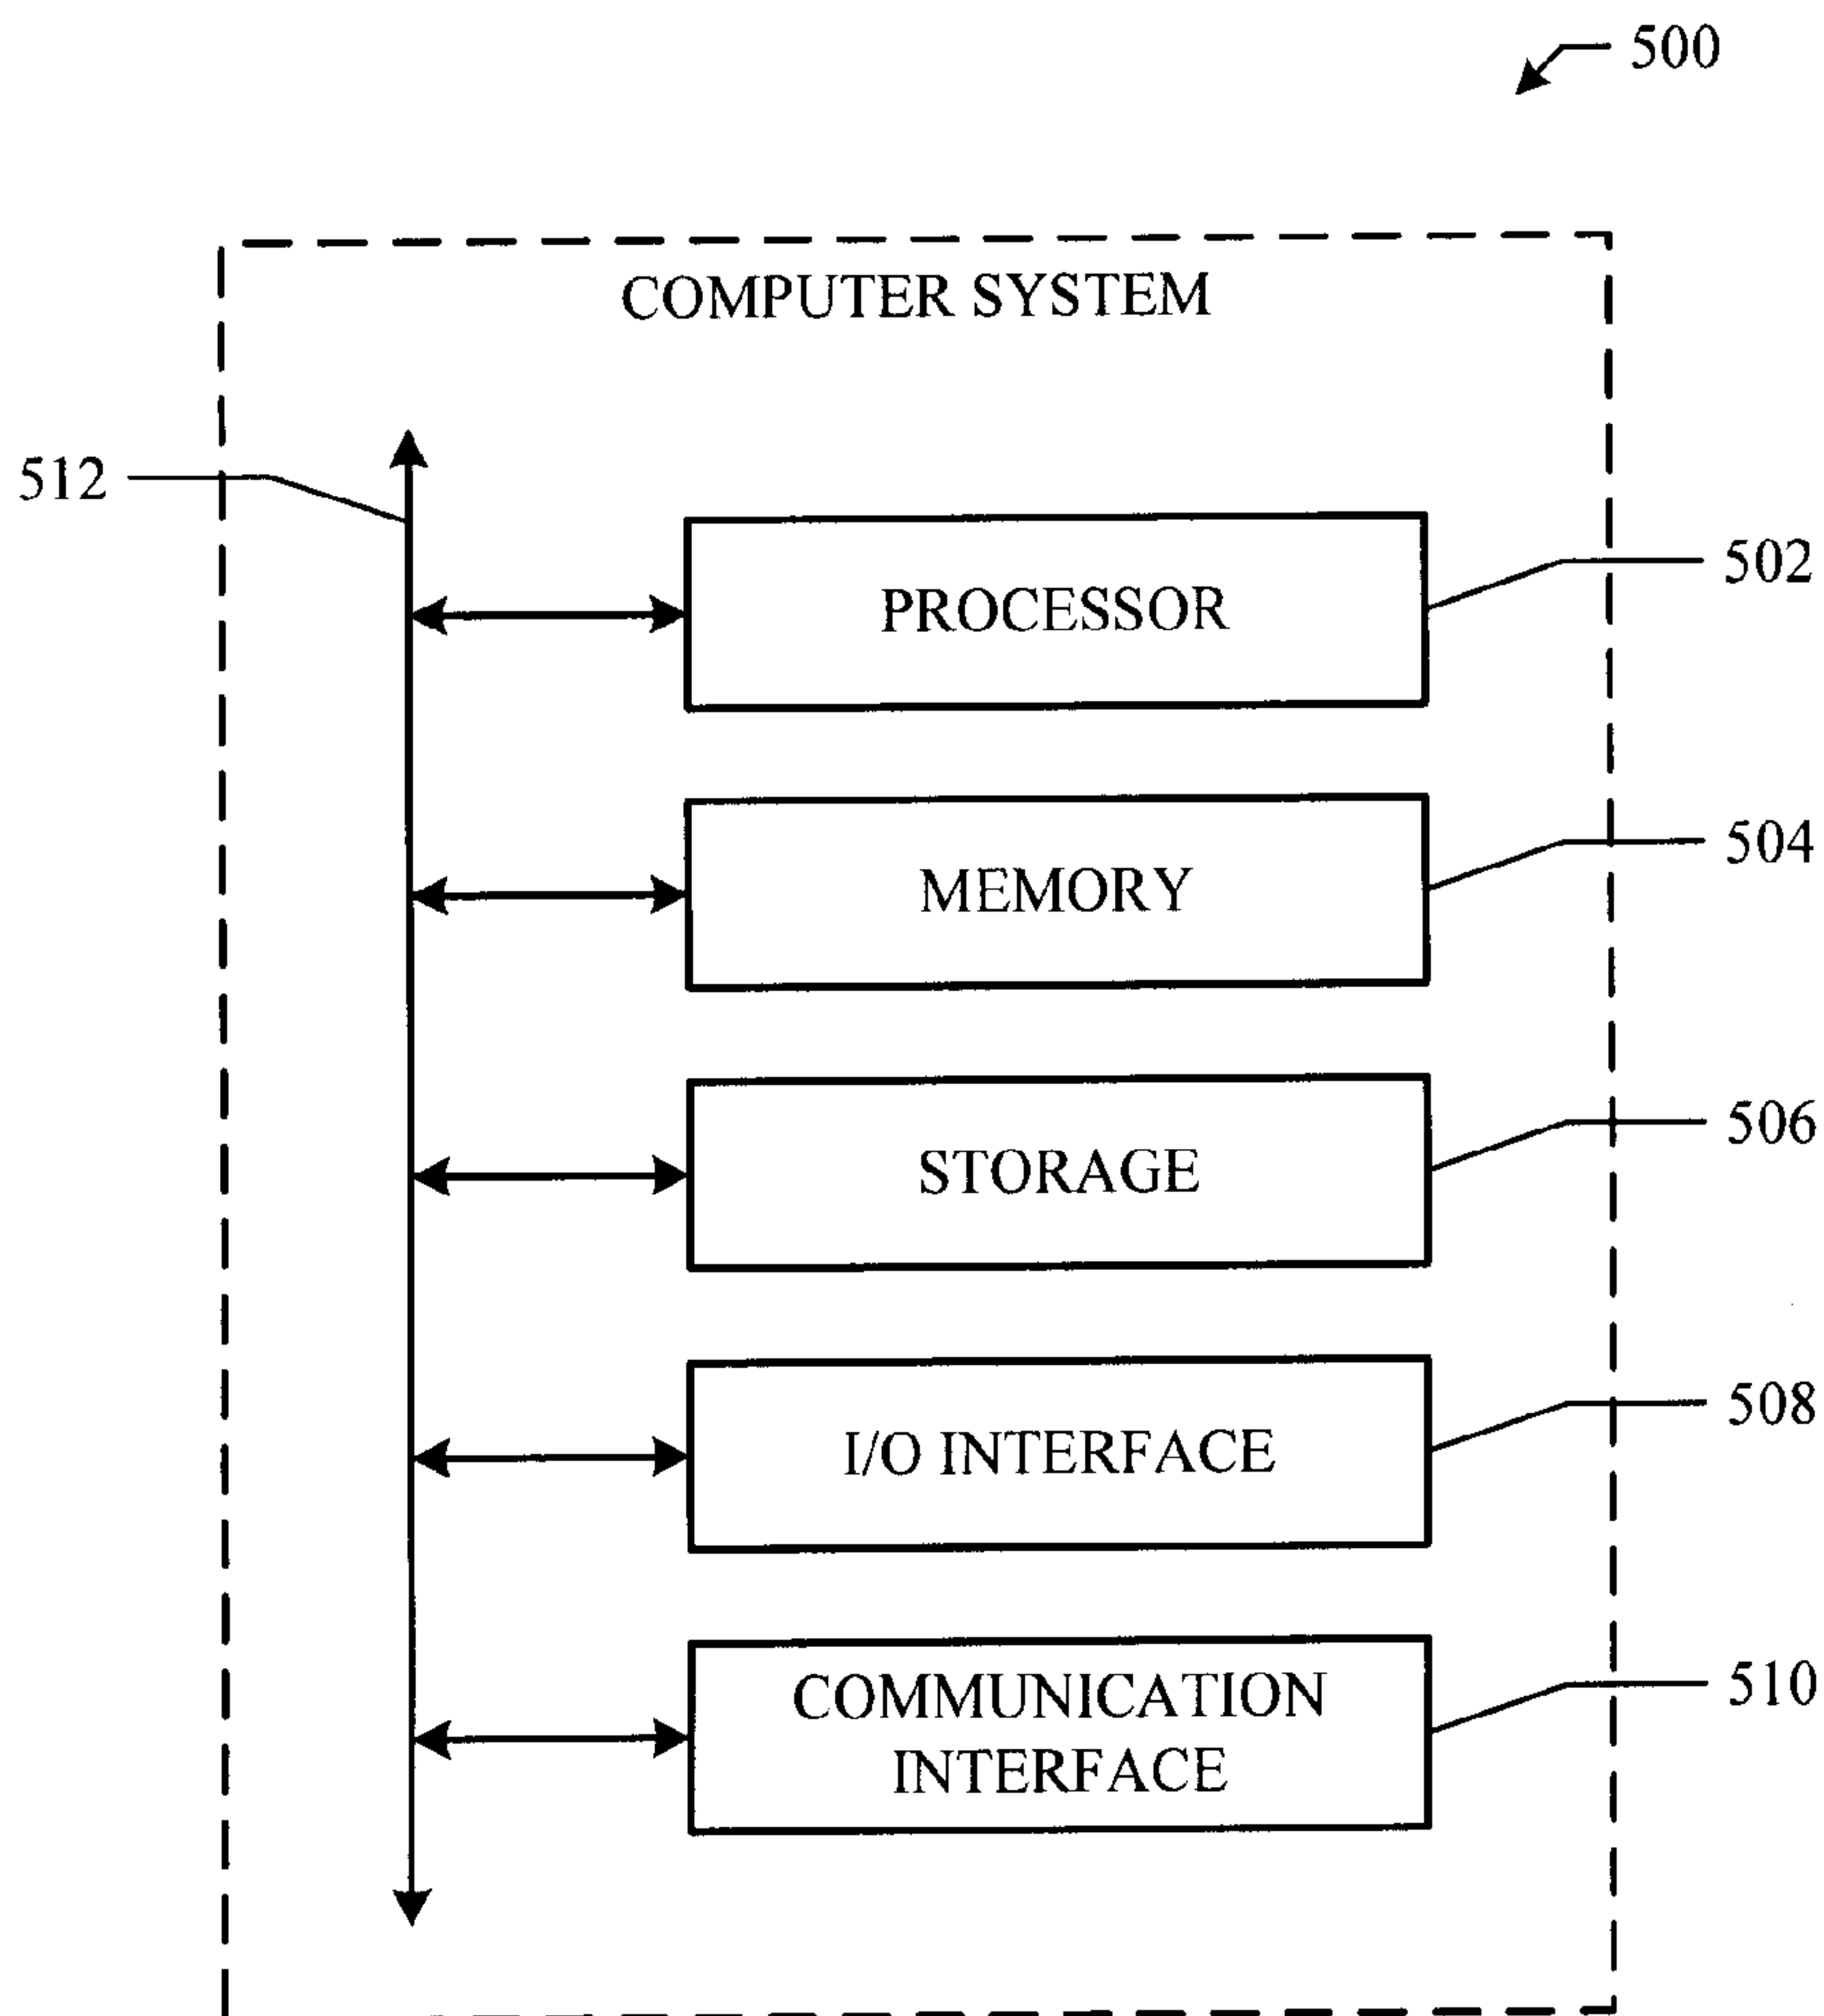 500
COMPUTER SYSTEM
512
PROCESSOR
502
MEMORY
504
STORAGE
506
I/O INTERFACE
508
COMMUNICATION
INTERFACE
510